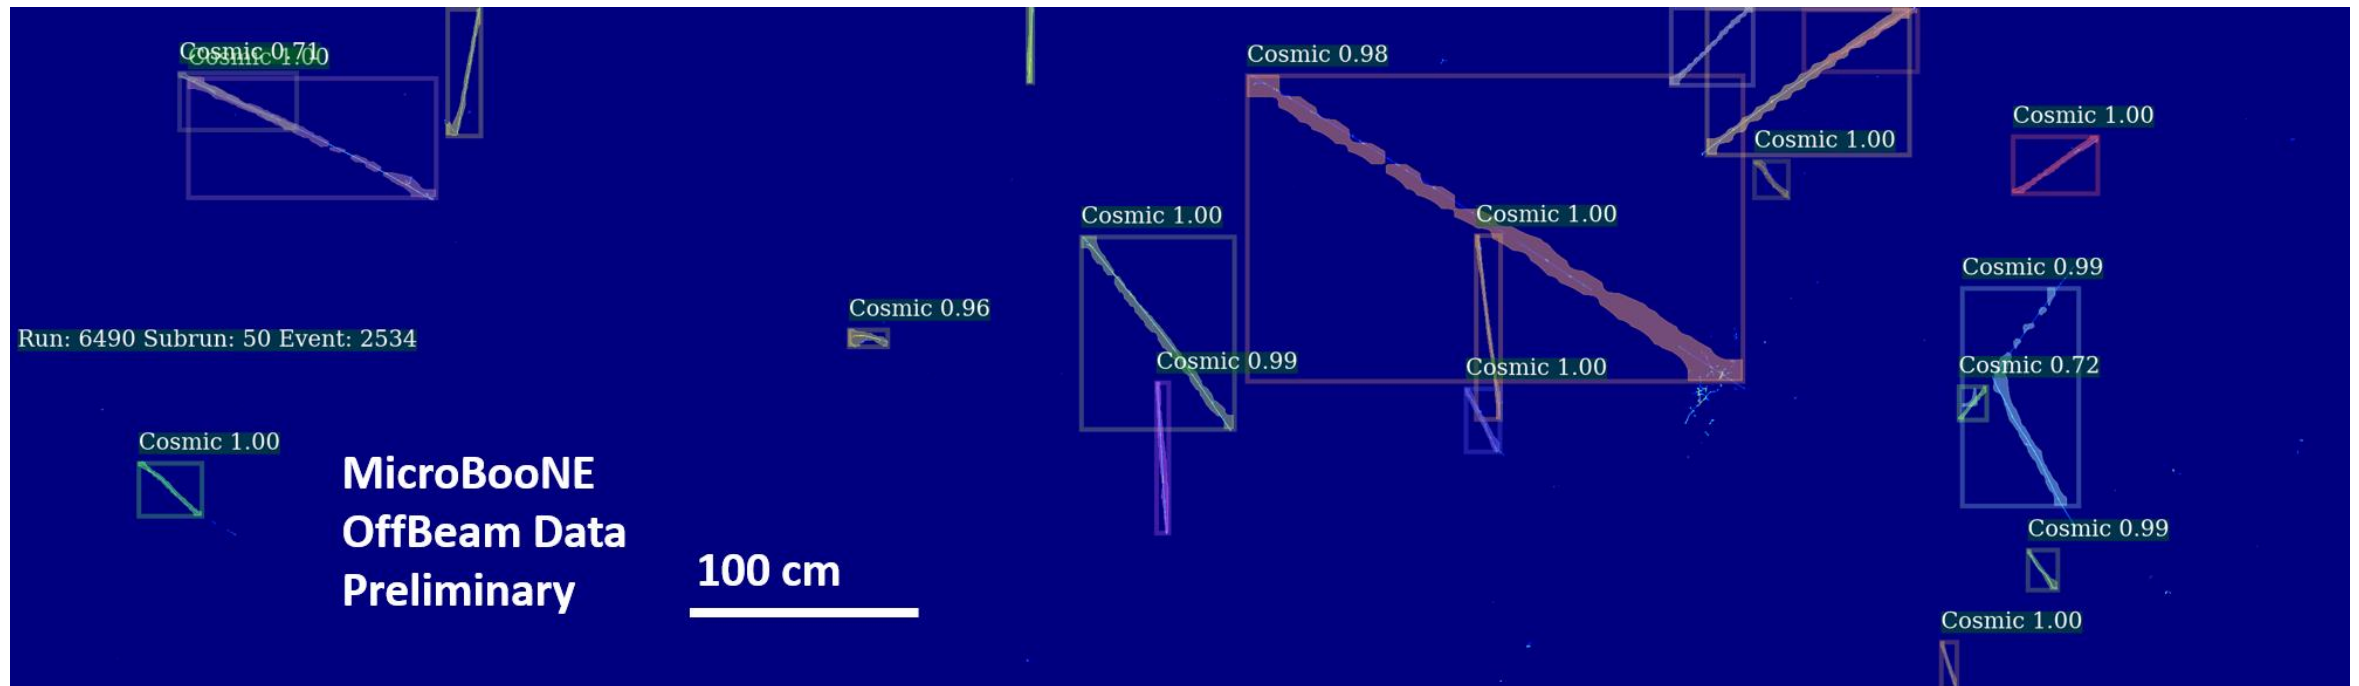 Cosmic 0.71
Cosmic 1.00
Cosmic 0.98
Cosmic 1.00
Cosmic 1.00
Cosmic 1.00
Cosmic 1.00
Cosmic 0.99
Cosmic 0.96
Run: 6490 Subrun: 50 Event: 2534
Cosmic 0.99
Cosmic 1.00
Cosmic 0.72
Cosmic 1.00
MicroBooNE
OffBeam Data
Preliminary
100 cm
Cosmic 0.99
Cosmic 1.00